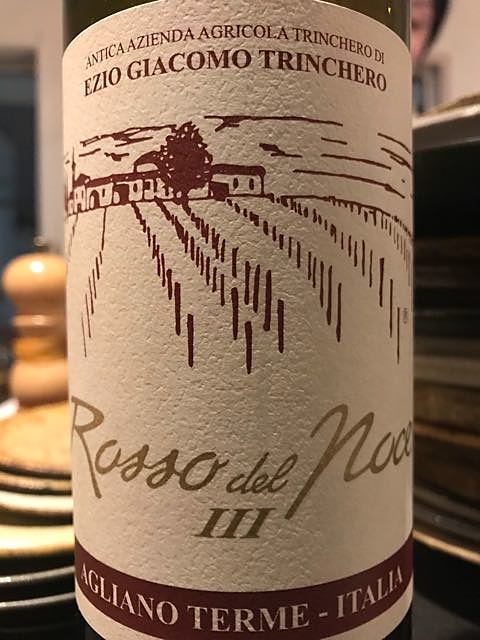 ANTICA AZIENDA AGRICOLA TRINCHERO DI
EZIO GIACOMO TRINCHERO
®
Rosso del Noce
III
AGLIANO TERME - ITALIA